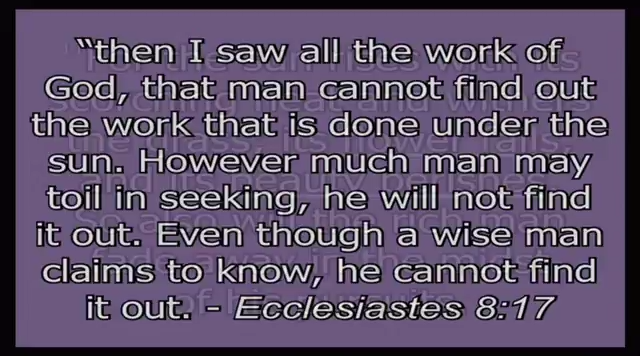 “then I saw all the work of
God, that man cannot find out
the work that is done under the
sun. However much man may
toil in seeking, he will not find
it out. Even though a wise man
claims to know, he cannot find
it out. - Ecclesiastes 8:17